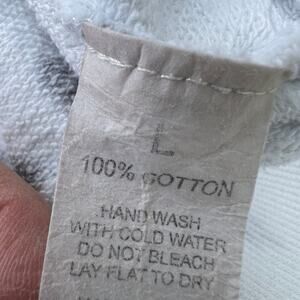 L
100% COTTON
HAND WASH
WITH COLD WATER
DO NOT BLEACH
LAY FLAT TO DRY